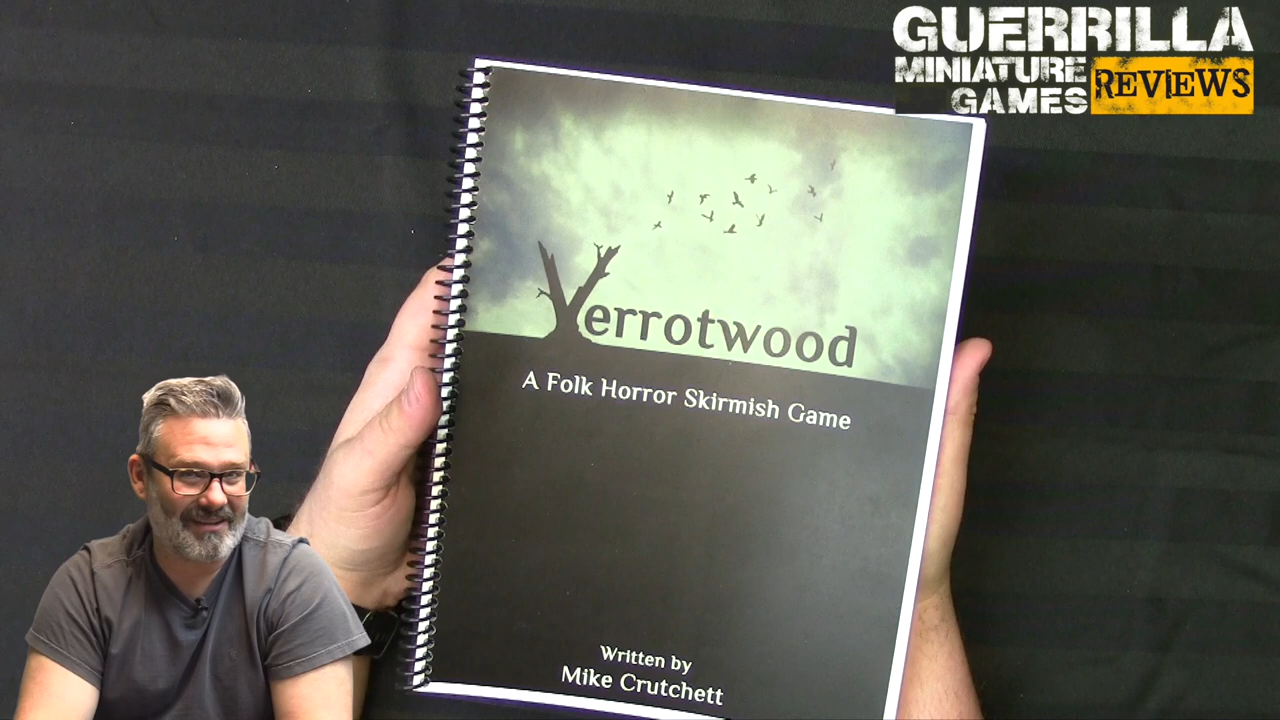 GUERRILLA
MINIATURE
GAMES
REVIEWS
Yerrotwood
A Folk Horror Skirmish Game
Written by
Mike Crutchett